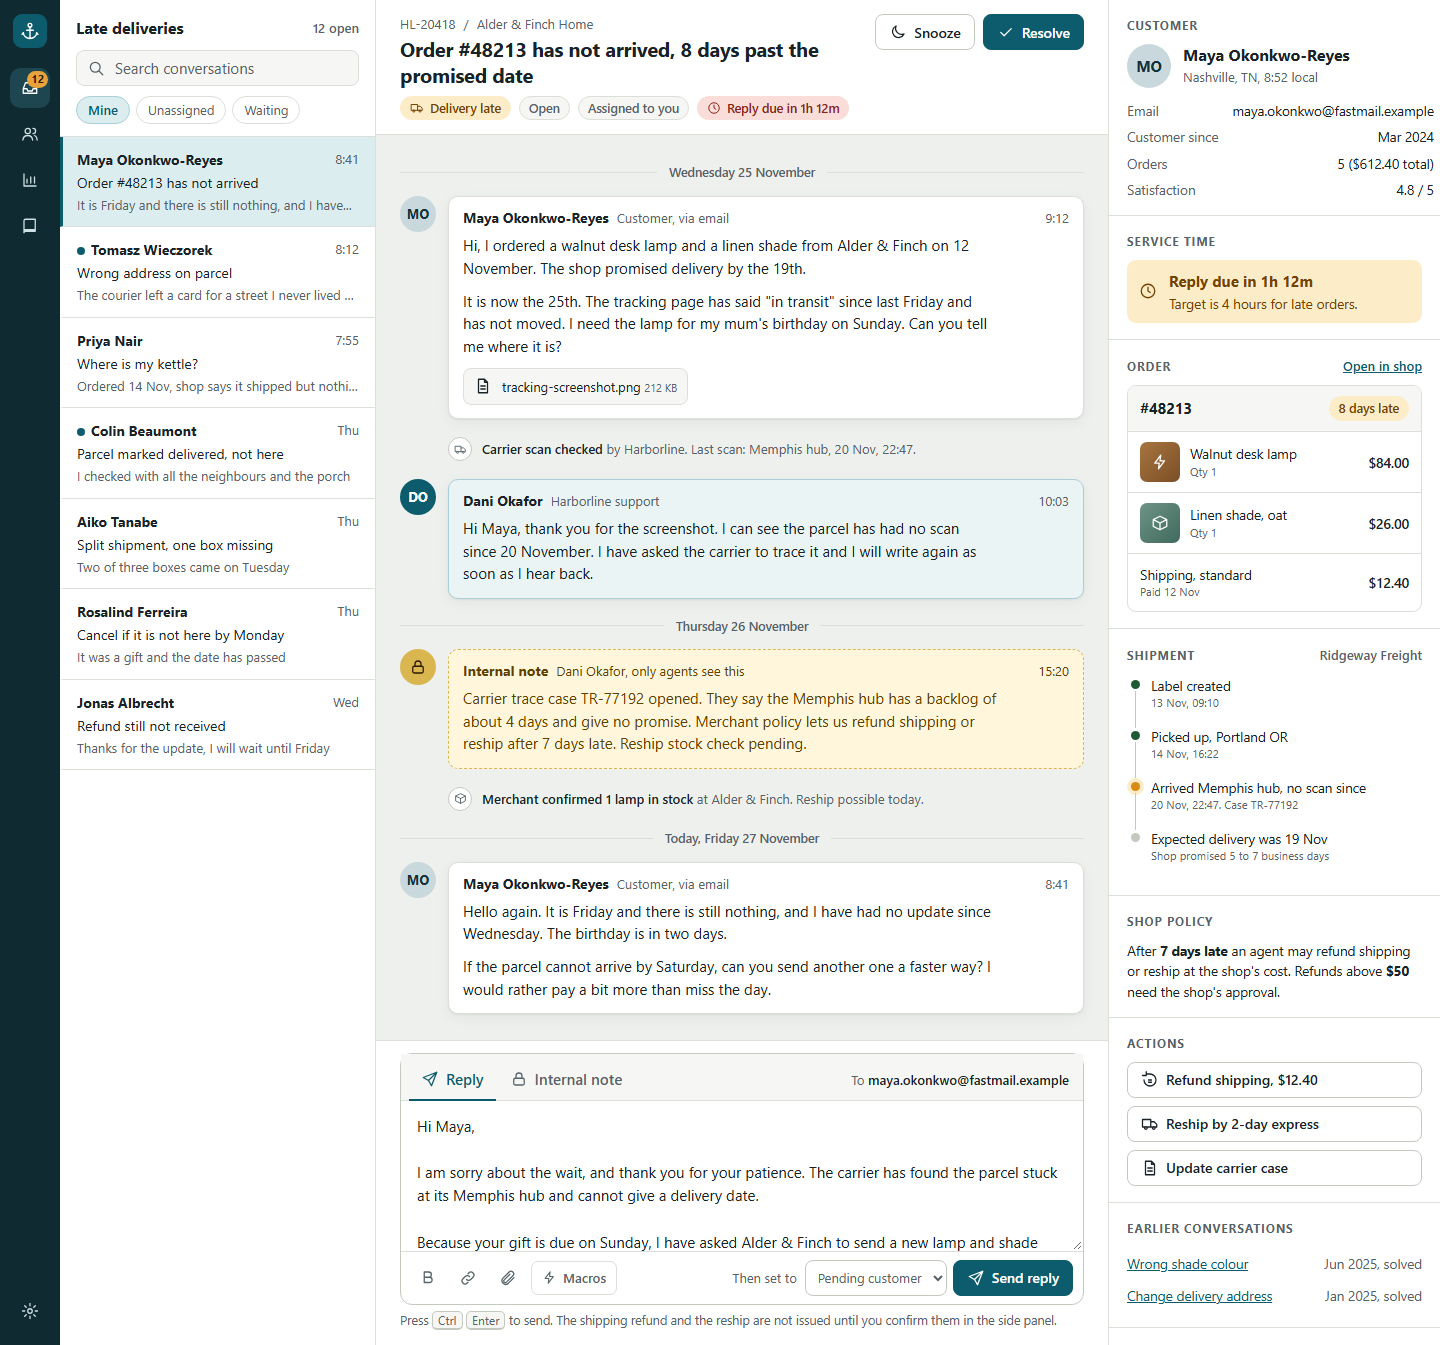 12
Late deliveries
12 open
Search conversations
Mine
Unassigned
Waiting
Maya Okonkwo-Reyes 8:41
Order #48213 has not arrived
It is Friday and there is still nothing, and I have...
Tomasz Wieczorek 8:12
Wrong address on parcel
The courier left a card for a street I never lived ...
Priya Nair 7:55
Where is my kettle?
Ordered 14 Nov, shop says it shipped but nothi...
Colin Beaumont Thu
Parcel marked delivered, not here
I checked with all the neighbours and the porch
Aiko Tanabe Thu
Split shipment, one box missing
Two of three boxes came on Tuesday
Rosalind Ferreira Thu
Cancel if it is not here by Monday
It was a gift and the date has passed
Jonas Albrecht Wed
Refund still not received
Thanks for the update, I will wait until Friday
HL-20418 / Alder & Finch Home
Order #48213 has not arrived, 8 days past the
promised date
Snooze
Resolve
Delivery late
Open
Assigned to you
Reply due in 1h 12m
Wednesday 25 November
MO
Maya Okonkwo-Reyes Customer, via email 9:12
Hi, I ordered a walnut desk lamp and a linen shade from Alder & Finch on 12
November. The shop promised delivery by the 19th.
It is now the 25th. The tracking page has said "in transit" since last Friday and
has not moved. I need the lamp for my mum's birthday on Sunday. Can you tell
me where it is?
tracking-screenshot.png 212 KB
Carrier scan checked by Harborline. Last scan: Memphis hub, 20 Nov, 22:47.
DO
Dani Okafor Harborline support 10:03
Hi Maya, thank you for the screenshot. I can see the parcel has had no scan
since 20 November. I have asked the carrier to trace it and I will write again as
soon as I hear back.
Thursday 26 November
Internal note Dani Okafor, only agents see this 15:20
Carrier trace case TR-77192 opened. They say the Memphis hub has a backlog of
about 4 days and give no promise. Merchant policy lets us refund shipping or
reship after 7 days late. Reship stock check pending.
Merchant confirmed 1 lamp in stock at Alder & Finch. Reship possible today.
Today, Friday 27 November
MO
Maya Okonkwo-Reyes Customer, via email 8:41
Hello again. It is Friday and there is still nothing, and I have had no update since
Wednesday. The birthday is in two days.
If the parcel cannot arrive by Saturday, can you send another one a faster way? I
would rather pay a bit more than miss the day.
Reply
Internal note
To maya.okonkwo@fastmail.example
Hi Maya,
I am sorry about the wait, and thank you for your patience. The carrier has found the parcel stuck
at its Memphis hub and cannot give a delivery date.
Because your gift is due on Sunday, I have asked Alder & Finch to send a new lamp and shade
B
Macros
Then set to
Pending customer
Send reply
Press Ctrl Enter to send. The shipping refund and the reship are not issued until you confirm them in the side panel.
CUSTOMER
MO
Maya Okonkwo-Reyes
Nashville, TN, 8:52 local
Email maya.okonkwo@fastmail.example
Customer since Mar 2024
Orders 5 ($612.40 total)
Satisfaction 4.8 / 5
SERVICE TIME
Reply due in 1h 12m
Target is 4 hours for late orders.
ORDER
Open in shop
#48213
8 days late
Walnut desk lamp
Qty 1
$84.00
Linen shade, oat
Qty 1
$26.00
Shipping, standard
Paid 12 Nov
$12.40
SHIPMENT
Ridgeway Freight
Label created
13 Nov, 09:10
Picked up, Portland OR
14 Nov, 16:22
Arrived Memphis hub, no scan since
20 Nov, 22:47. Case TR-77192
Expected delivery was 19 Nov
Shop promised 5 to 7 business days
SHOP POLICY
After 7 days late an agent may refund shipping
or reship at the shop's cost. Refunds above $50
need the shop's approval.
ACTIONS
Refund shipping, $12.40
Reship by 2-day express
Update carrier case
EARLIER CONVERSATIONS
Wrong shade colour Jun 2025, solved
Change delivery address Jan 2025, solved